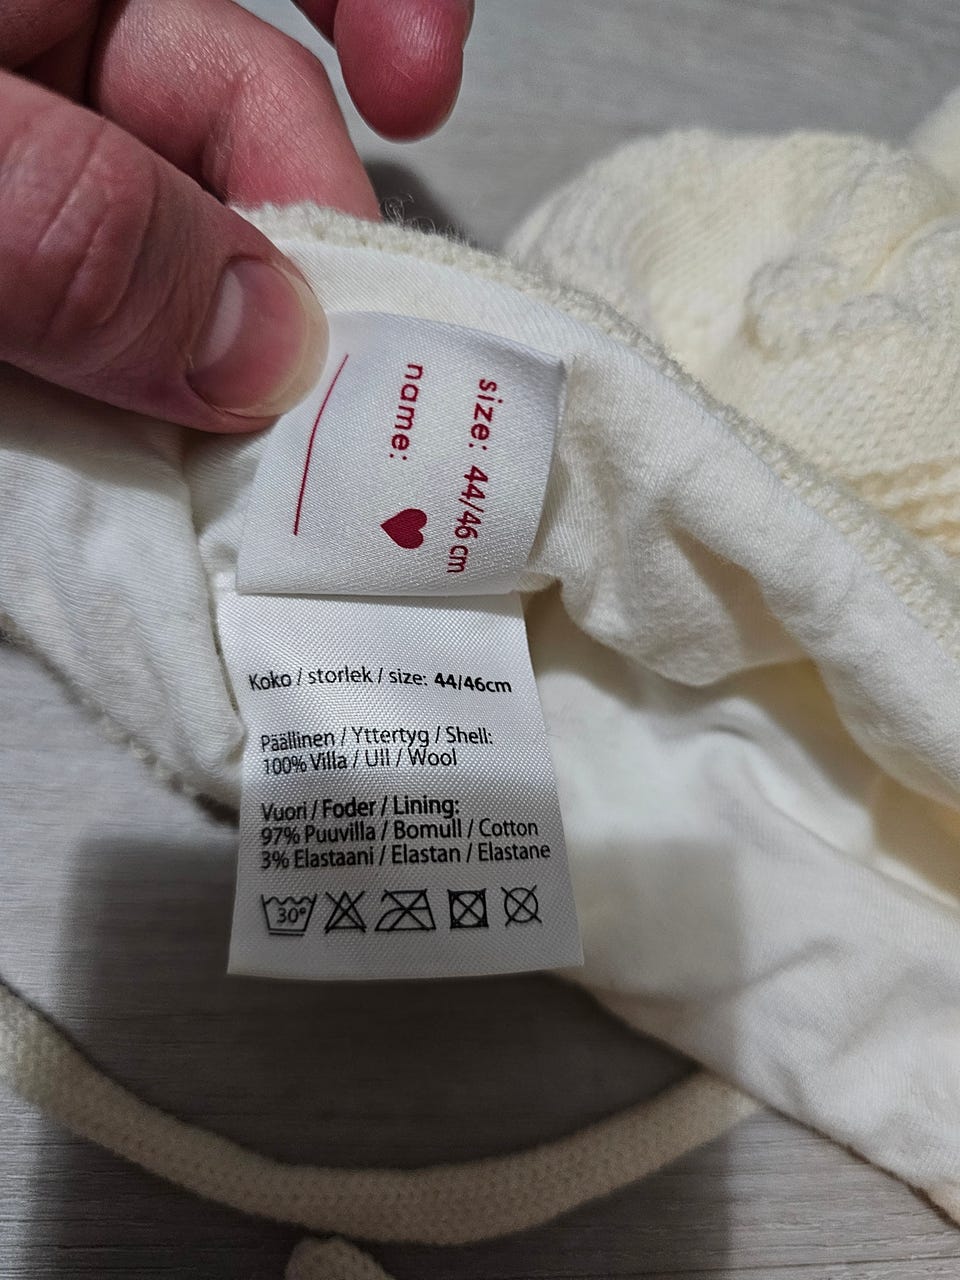 size: 44/46 cm
name:
Koko / storlek / size: 44/46cm
Päällinen / Yttertyg / Shell:
100% Villa / Ull / Wool
Vuori / Foder / Lining:
97% Puuvilla / Bomull / Cotton
3% Elastaani / Elastan / Elastane
30°